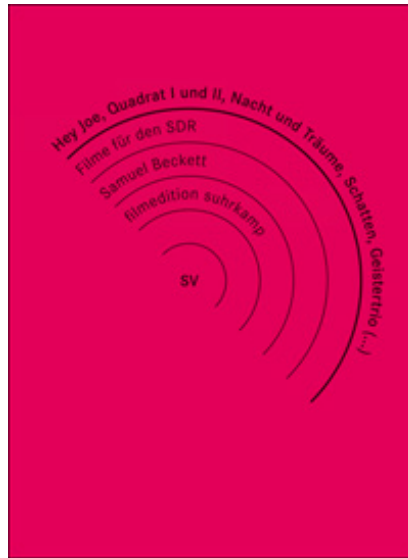 Hey Joe, Quadrat I und II, Nacht und Träume, Schatten, Geistertrio (...)
Filme für den SDR
Samuel Beckett
filmedition suhrkamp
SV